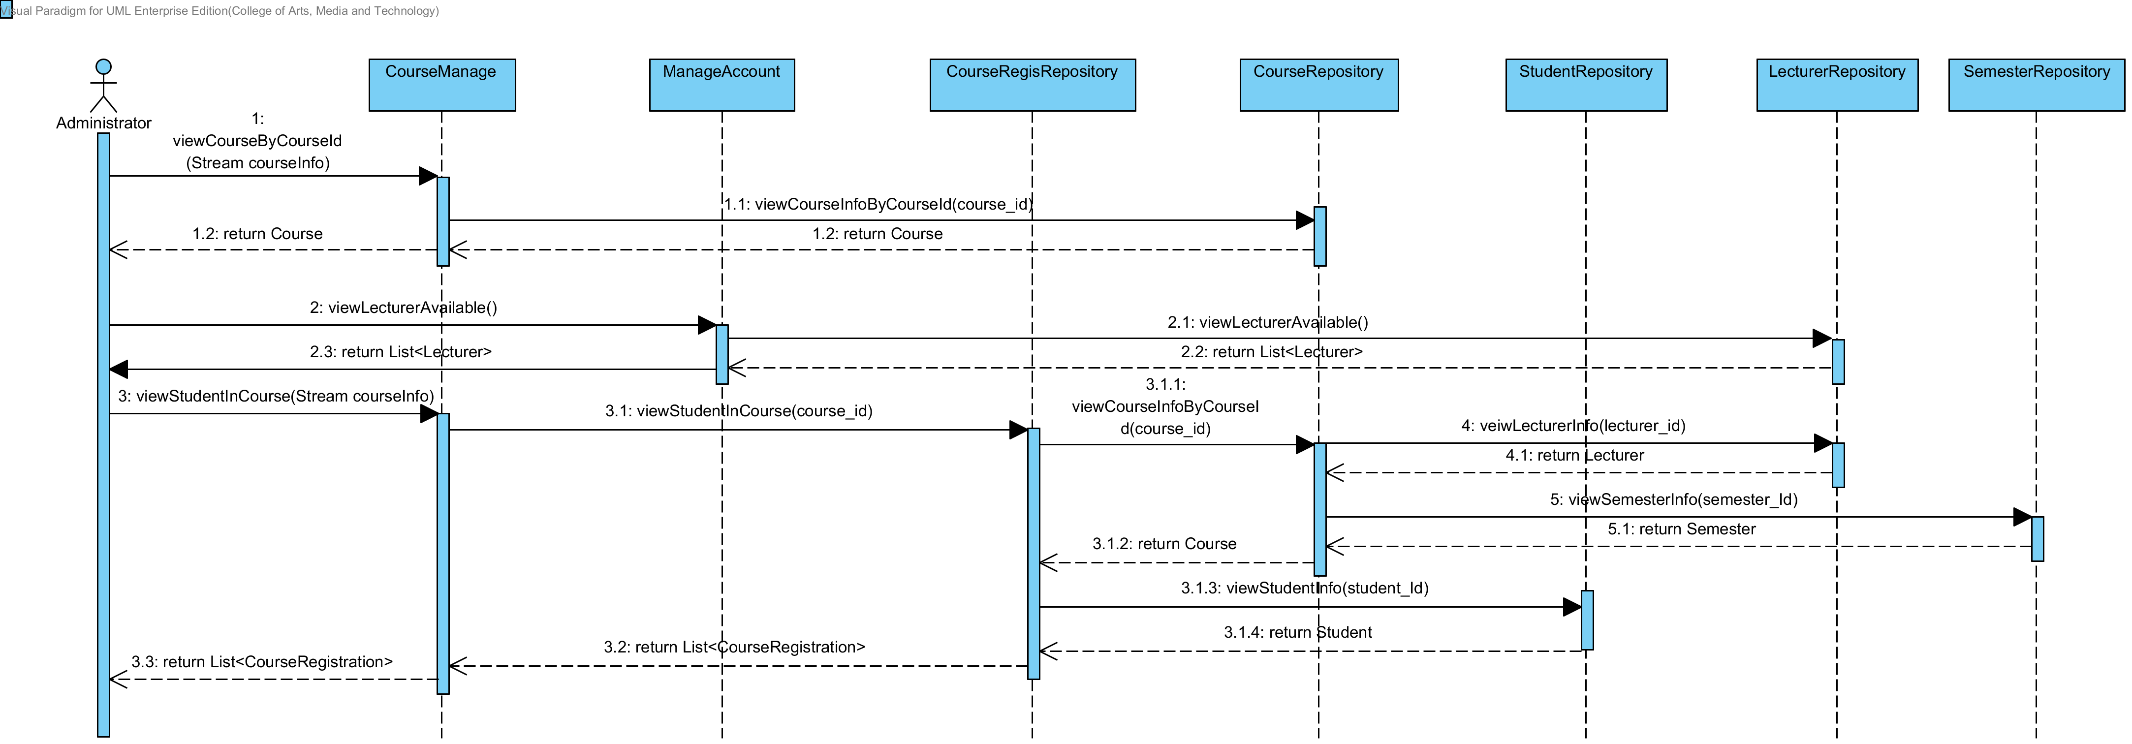 Visual Paradigm for UML Enterprise Edition(College of Arts, Media and Technology)
CourseManage
ManageAccount
CourseRegisRepository
CourseRepository
StudentRepository
LecturerRepository
SemesterRepository
Administrator
1:
viewCourseByCourseId
(Stream courseInfo)
1.1: viewCourseInfoByCourseId(course_id)
1.2: return Course
1.2: return Course
2: viewLecturerAvailable()
2.1: viewLecturerAvailable()
2.3: return List<Lecturer>
2.2: return List<Lecturer>
3: viewStudentInCourse(Stream courseInfo)
3.1: viewStudentInCourse(course_id)
3.1.1:
viewCourseInfoByCourseI
d(course_id)
4: veiwLecturerInfo(lecturer_id)
4.1: return Lecturer
5: viewSemesterInfo(semester_Id)
5.1: return Semester
3.1.2: return Course
3.1.3: viewStudentInfo(student_Id)
3.1.4: return Student
3.2: return List<CourseRegistration>
3.3: return List<CourseRegistration>